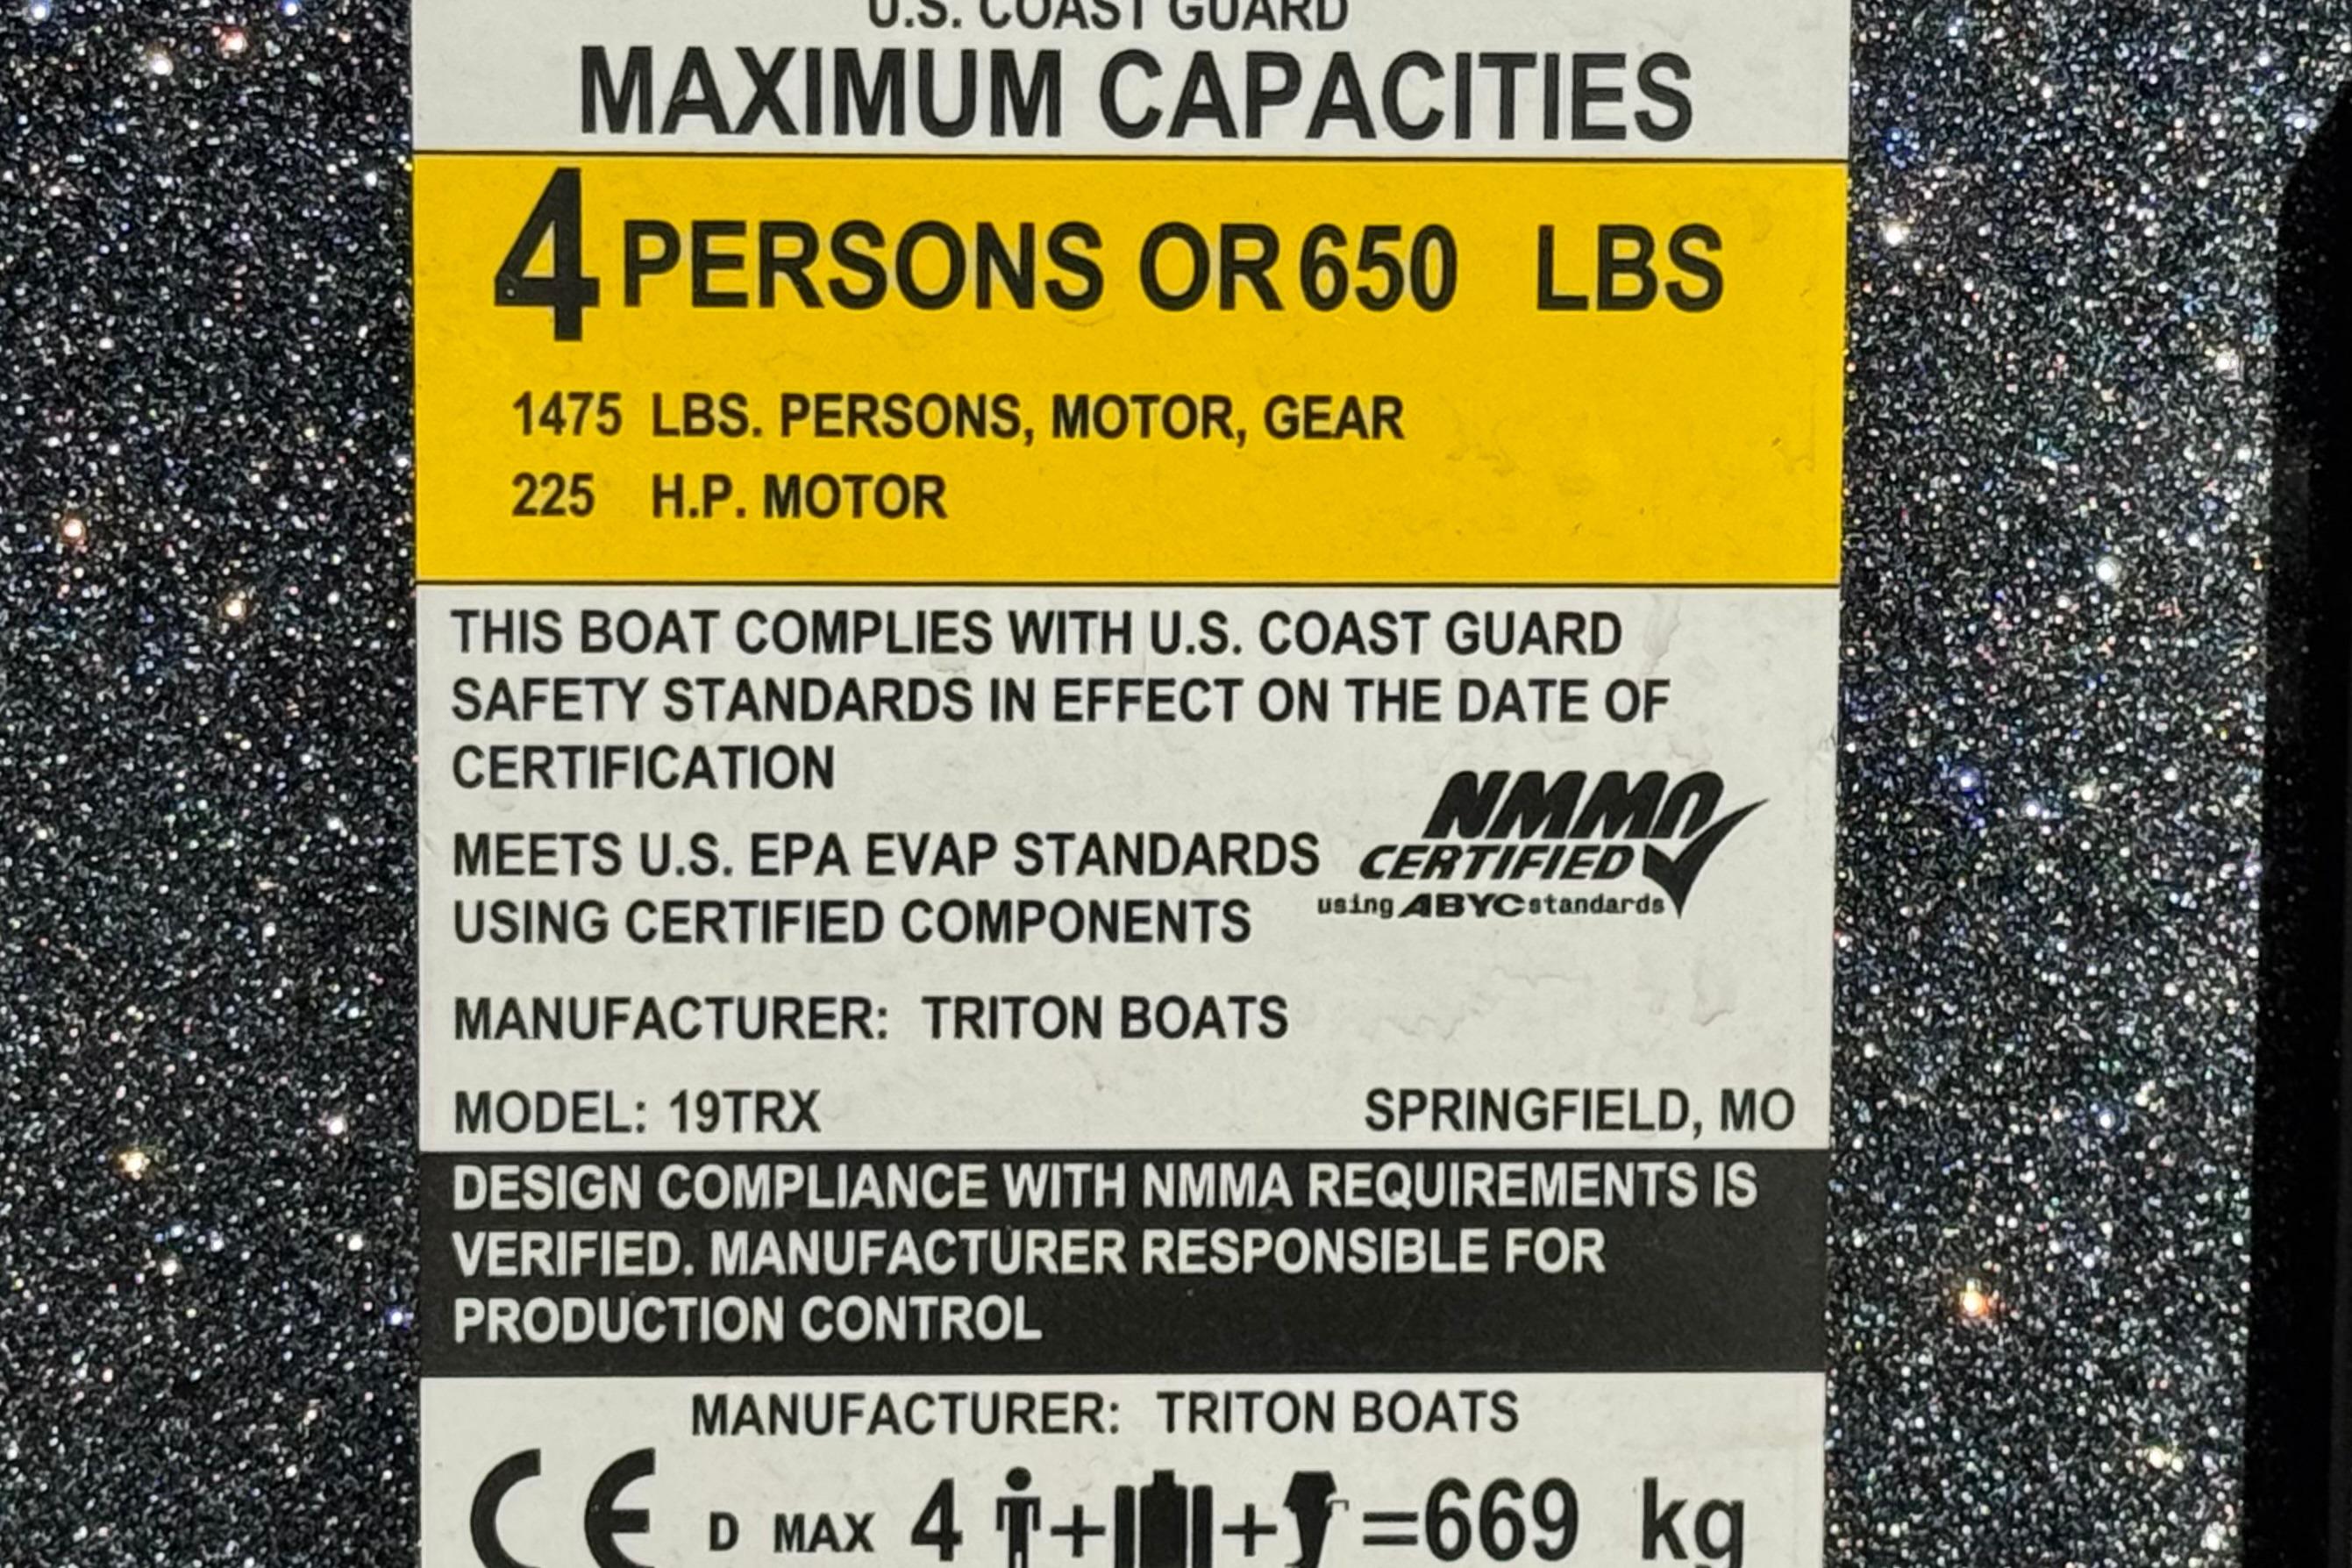 U.S. COAST GUARD
MAXIMUM CAPACITIES
4 PERSONS OR 650 LBS
1475 LBS. PERSONS, MOTOR, GEAR
225 H.P. MOTOR
THIS BOAT COMPLIES WITH U.S. COAST GUARD
SAFETY STANDARDS IN EFFECT ON THE DATE OF
CERTIFICATION
MEETS U.S. EPA EVAP STANDARDS
USING CERTIFIED COMPONENTS
NMMA
CERTIFIED
using ABYC standards
MANUFACTURER: TRITON BOATS
MODEL: 19TRX SPRINGFIELD, MO
DESIGN COMPLIANCE WITH NMMA REQUIREMENTS IS
VERIFIED. MANUFACTURER RESPONSIBLE FOR
PRODUCTION CONTROL
MANUFACTURER: TRITON BOATS
CE D MAX 4 + + =669 kg